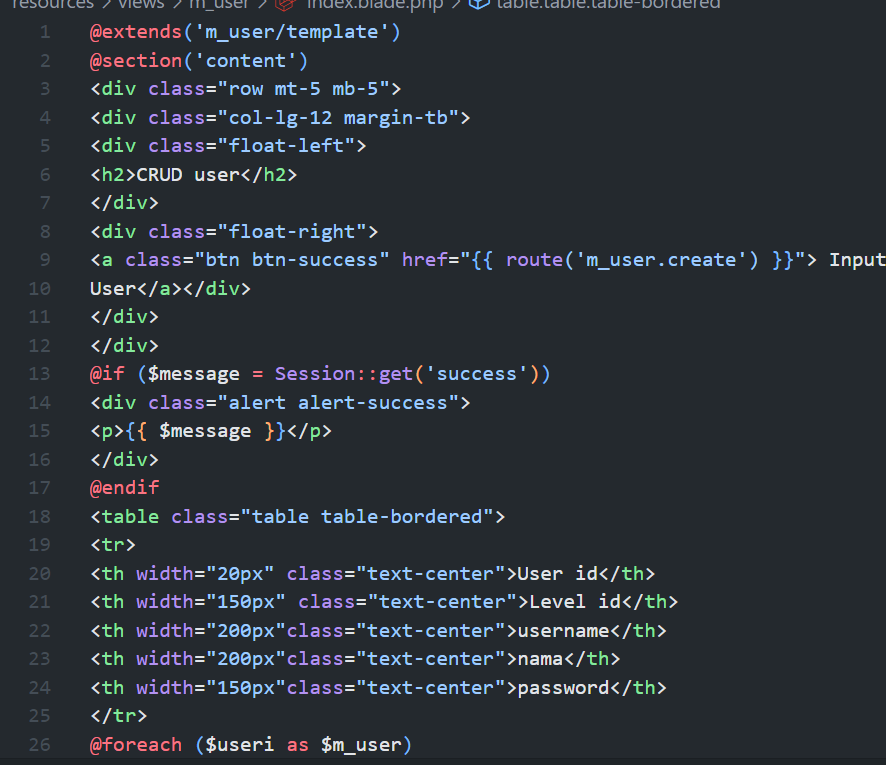 resources > views > m_user > index.blade.php > table.table.table-bordered
1 @extends('m_user/template')
2 @section('content')
3 <div class="row mt-5 mb-5">
4 <div class="col-lg-12 margin-tb">
5 <div class="float-left">
6 <h2>CRUD user</h2>
7 </div>
8 <div class="float-right">
9 <a class="btn btn-success" href="{{ route('m_user.create') }}"> Input
10 User</a></div>
11 </div>
12 </div>
13 @if ($message = Session::get('success'))
14 <div class="alert alert-success">
15 <p>{{ $message }}</p>
16 </div>
17 @endif
18 <table class="table table-bordered">
19 <tr>
20 <th width="20px" class="text-center">User id</th>
21 <th width="150px" class="text-center">Level id</th>
22 <th width="200px"class="text-center">username</th>
23 <th width="200px"class="text-center">nama</th>
24 <th width="150px"class="text-center">password</th>
25 </tr>
26 @foreach ($useri as $m_user)